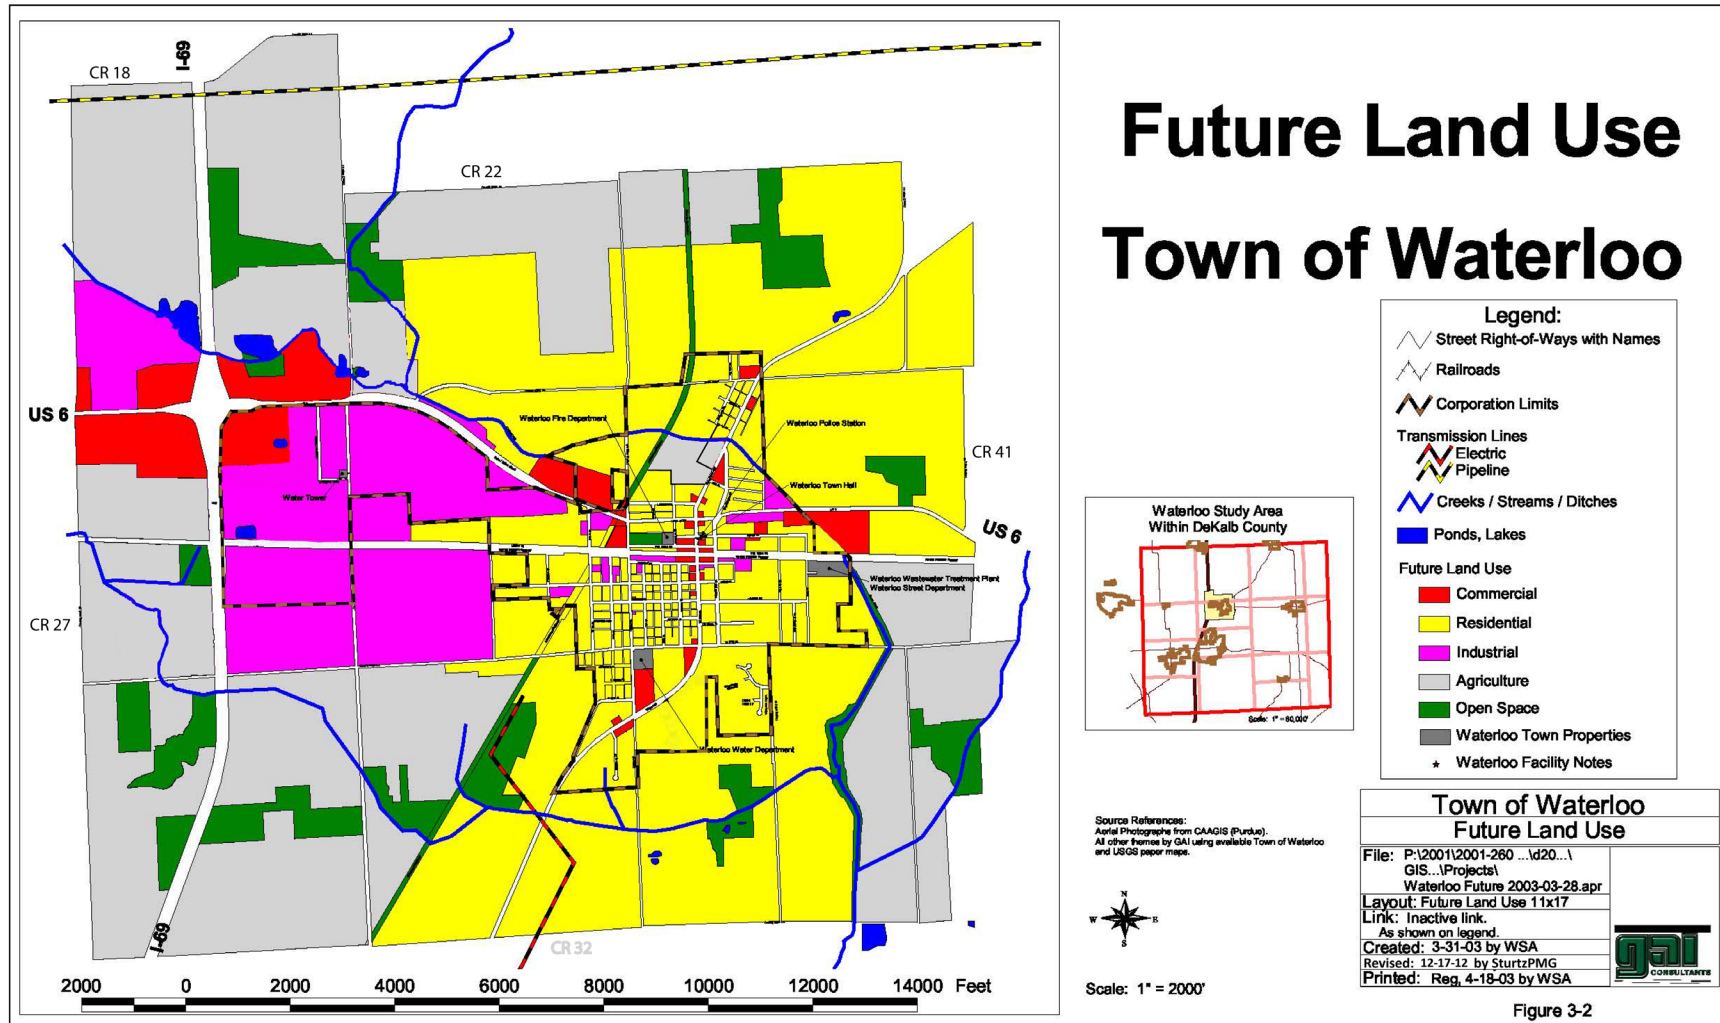 Future Land Use
Town of Waterloo
CR 18
I-69
CR 22
US 6
Waterloo Fire Department
Waterloo Police Station
CR 41
Water Tower
Waterloo Town Hall
US 6
Waterloo Wastewater Treatment Plant
Waterloo Street Department
CR 27
Waterloo Water Department
I-69
CR 32
2000 0 2000 4000 6000 8000 10000 12000 14000 Feet
Legend:
Street Right-of-Ways with Names
Railroads
Corporation Limits
Transmission Lines
Electric
Pipeline
Creeks / Streams / Ditches
Ponds, Lakes
Future Land Use
Commercial
Residential
Industrial
Agriculture
Open Space
Waterloo Town Properties
Waterloo Facility Notes
Waterloo Study Area
Within DeKalb County
Scale: 1" = 60,000'
Source References:
Aerial Photographs from CAAGIS (Purdue).
All other themes by GAI using available Town of Waterloo
and USGS paper maps.
N
W E
S
Scale: 1" = 2000'
Town of Waterloo
Future Land Use
File: P:\2001\2001-260 ...\d20...\
GIS...\Projects\
Waterloo Future 2003-03-28.apr
Layout: Future Land Use 11x17
Link: Inactive link.
As shown on legend.
Created: 3-31-03 by WSA
Revised: 12-17-12 by SturtzPMG
Printed: Reg, 4-18-03 by WSA
gai
CONSULTANTS
Figure 3-2